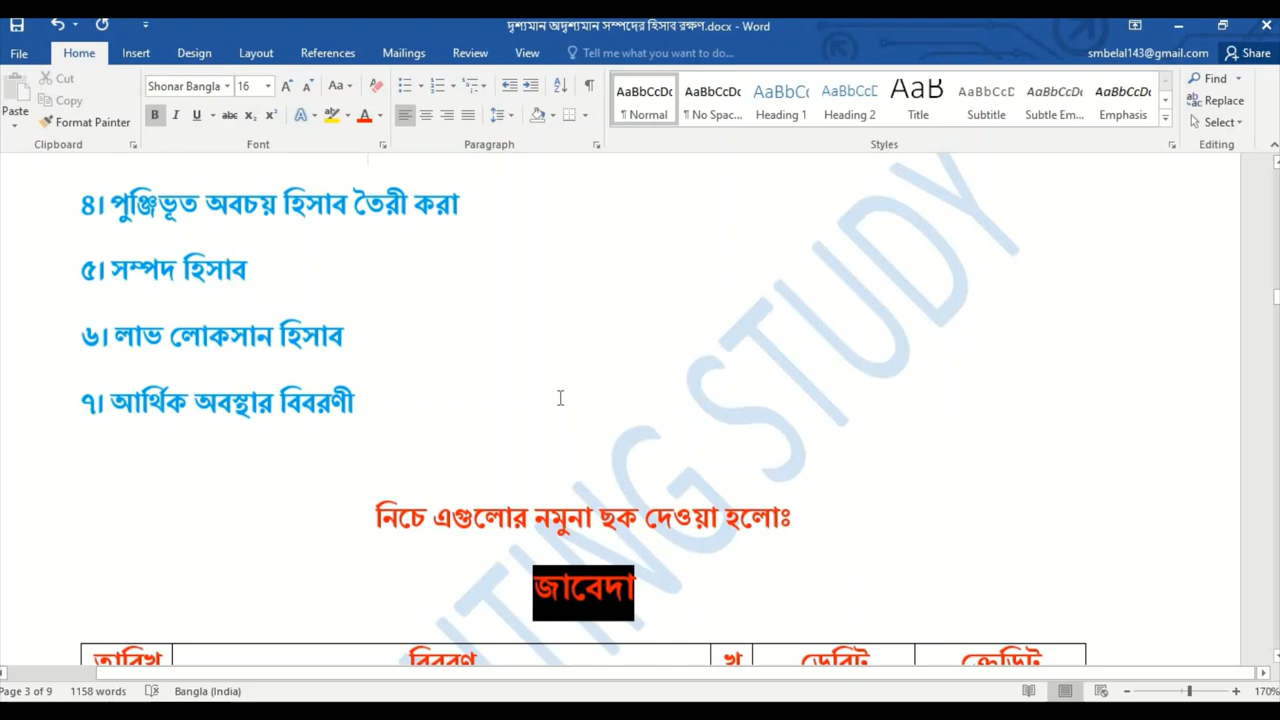 দৃশ্যমান অদৃশ্যমান সম্পদের হিসাব রক্ষণ.docx - Word
File Home Insert Design Layout References Mailings Review View Tell me what you want to do... smbelal143@gmail.com Share
Cut
Copy
Format Painter
Paste
Shonar Bangla 16
AaBbCcDc AaBbCcDc AaBbCc AaBbCcD AaB AaBbCcD AaBbCcDc AaBbCcDc
¶ Normal ¶ No Spac... Heading 1 Heading 2 Title Subtitle Subtle Em... Emphasis
Find
Replace
Select
Clipboard Font Paragraph Styles Editing
৪। পুঞ্জিভূত অবচয় হিসাব তৈরী করা
৫। সম্পদ হিসাব
৬। লাভ লোকসান হিসাব
৭। আর্থিক অবস্থার বিবরণী
নিচে এগুলোর নমুনা ছক দেওয়া হলোঃ
জাবেদা
তারিখ বিবরণ খ ডেবিট ক্রেডিট
TING STUDY
Page 3 of 9 1158 words Bangla (India) 170%